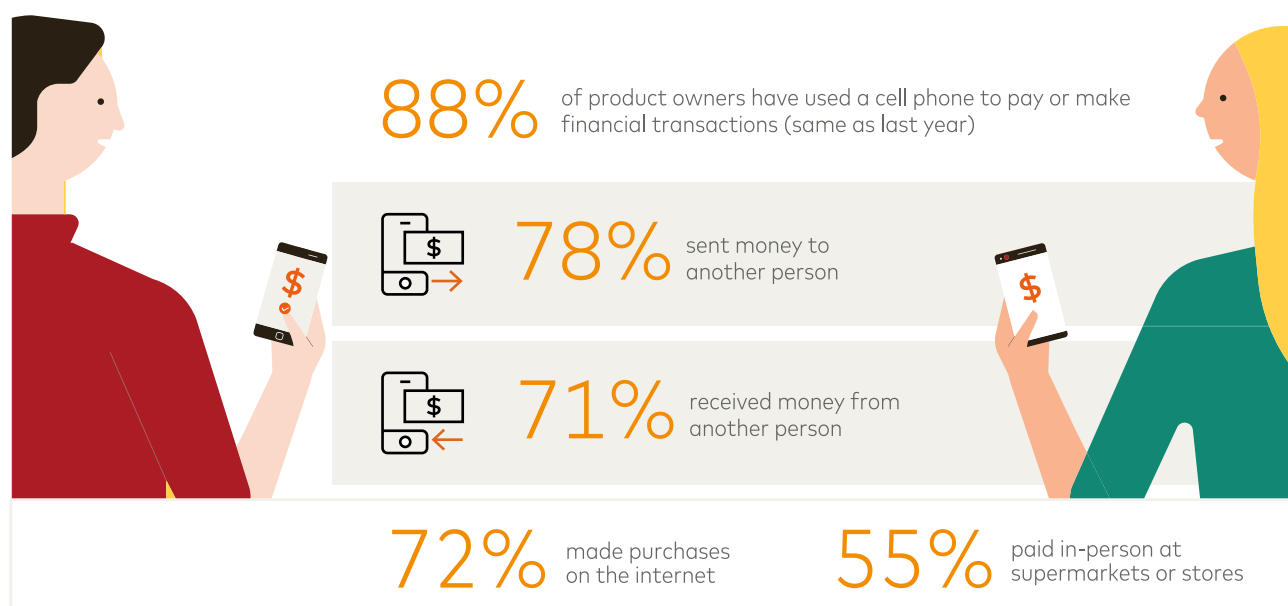 88%
of product owners have used a cell phone to pay or make
financial transactions (same as last year)
$
$
78%
sent money to
another person
$
$
71%
received money from
another person
72%
made purchases
on the internet
55%
paid in-person at
supermarkets or stores